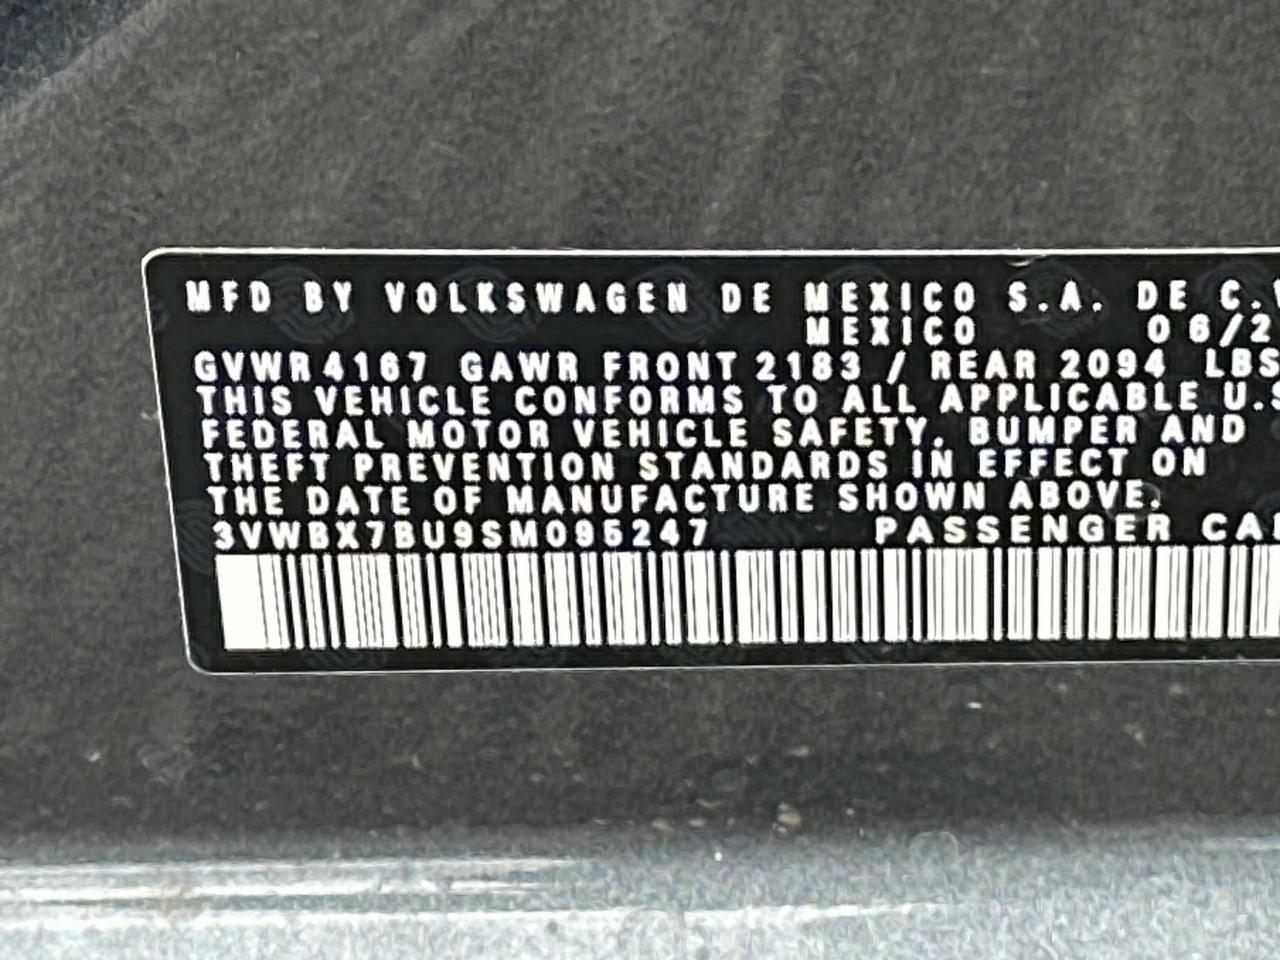 MFD BY VOLKSWAGEN DE MEXICO S.A. DE C.V
MEXICO 06/2
GVWR 4167 GAWR FRONT 2183 / REAR 2094 LBS
THIS VEHICLE CONFORMS TO ALL APPLICABLE U.S
FEDERAL MOTOR VEHICLE SAFETY, BUMPER AND
THEFT PREVENTION STANDARDS IN EFFECT ON
THE DATE OF MANUFACTURE SHOWN ABOVE.
3VWBX7BU9SM095247 PASSENGER CAR